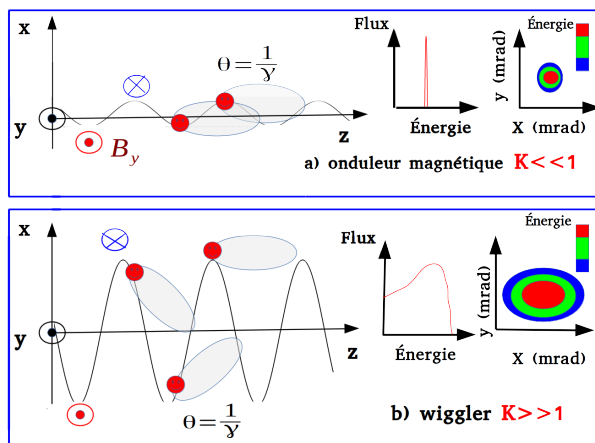 x
Θ = 1/γ
Flux
Énergie
y (mrad)
y
z
B_y
Énergie
X (mrad)
a) onduleur magnétique K<<1
x
Flux
Énergie
y (mrad)
y
z
Énergie
X (mrad)
Θ = 1/γ
b) wiggler K>>1